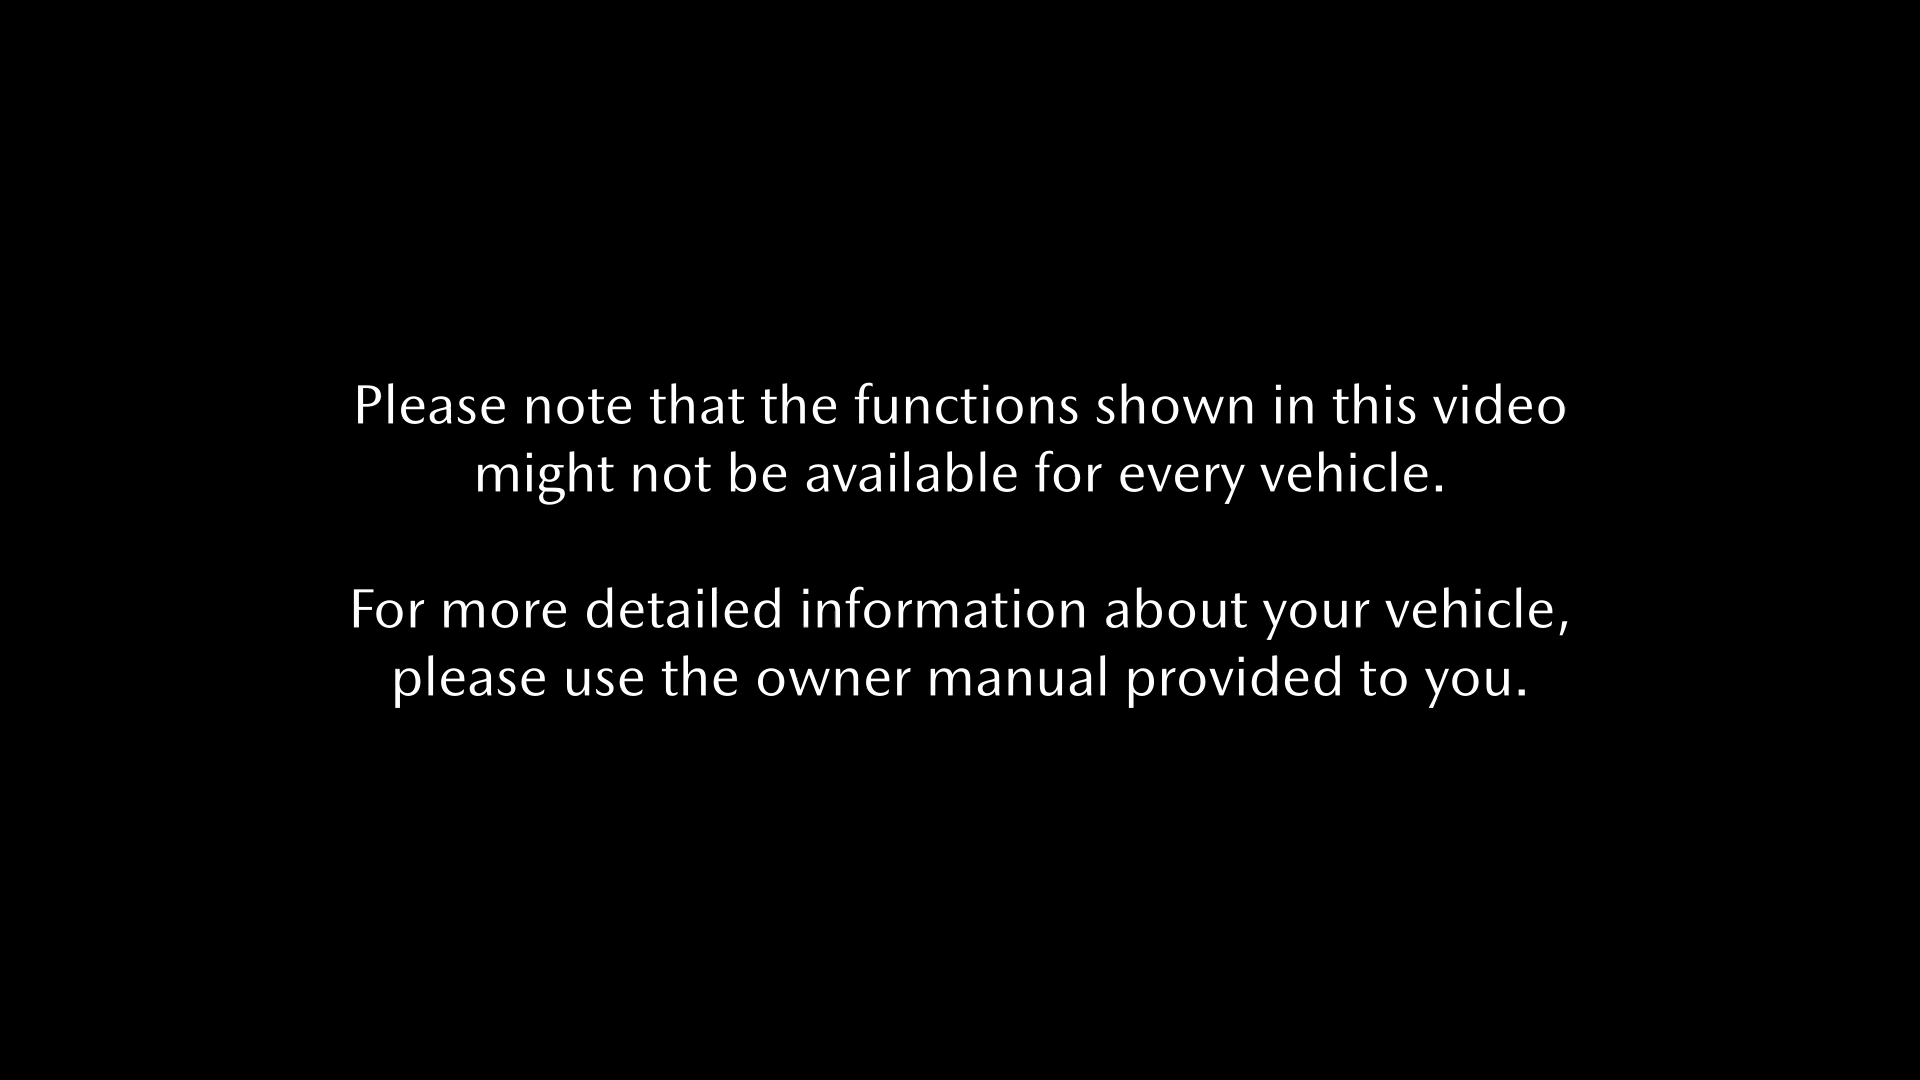 Please note that the functions shown in this video
might not be available for every vehicle.
For more detailed information about your vehicle,
please use the owner manual provided to you.